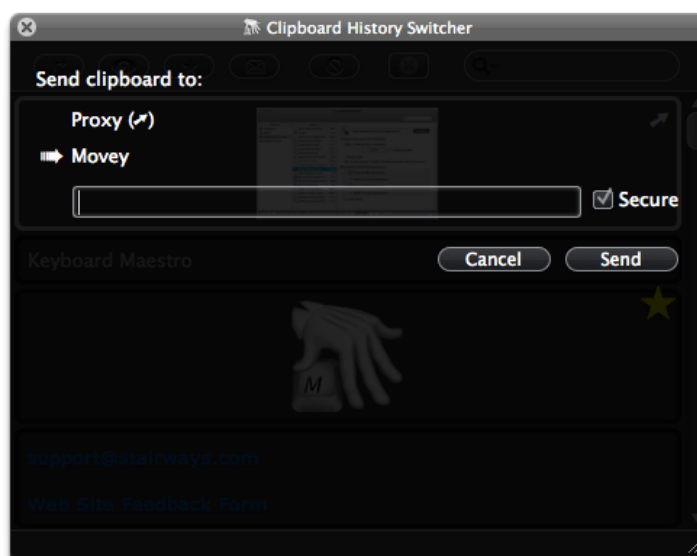 Clipboard History Switcher
Send clipboard to:
Proxy (↗)
Movey
Secure
Keyboard Maestro
Cancel
Send
M
support@stairways.com
Web Site Feedback Form